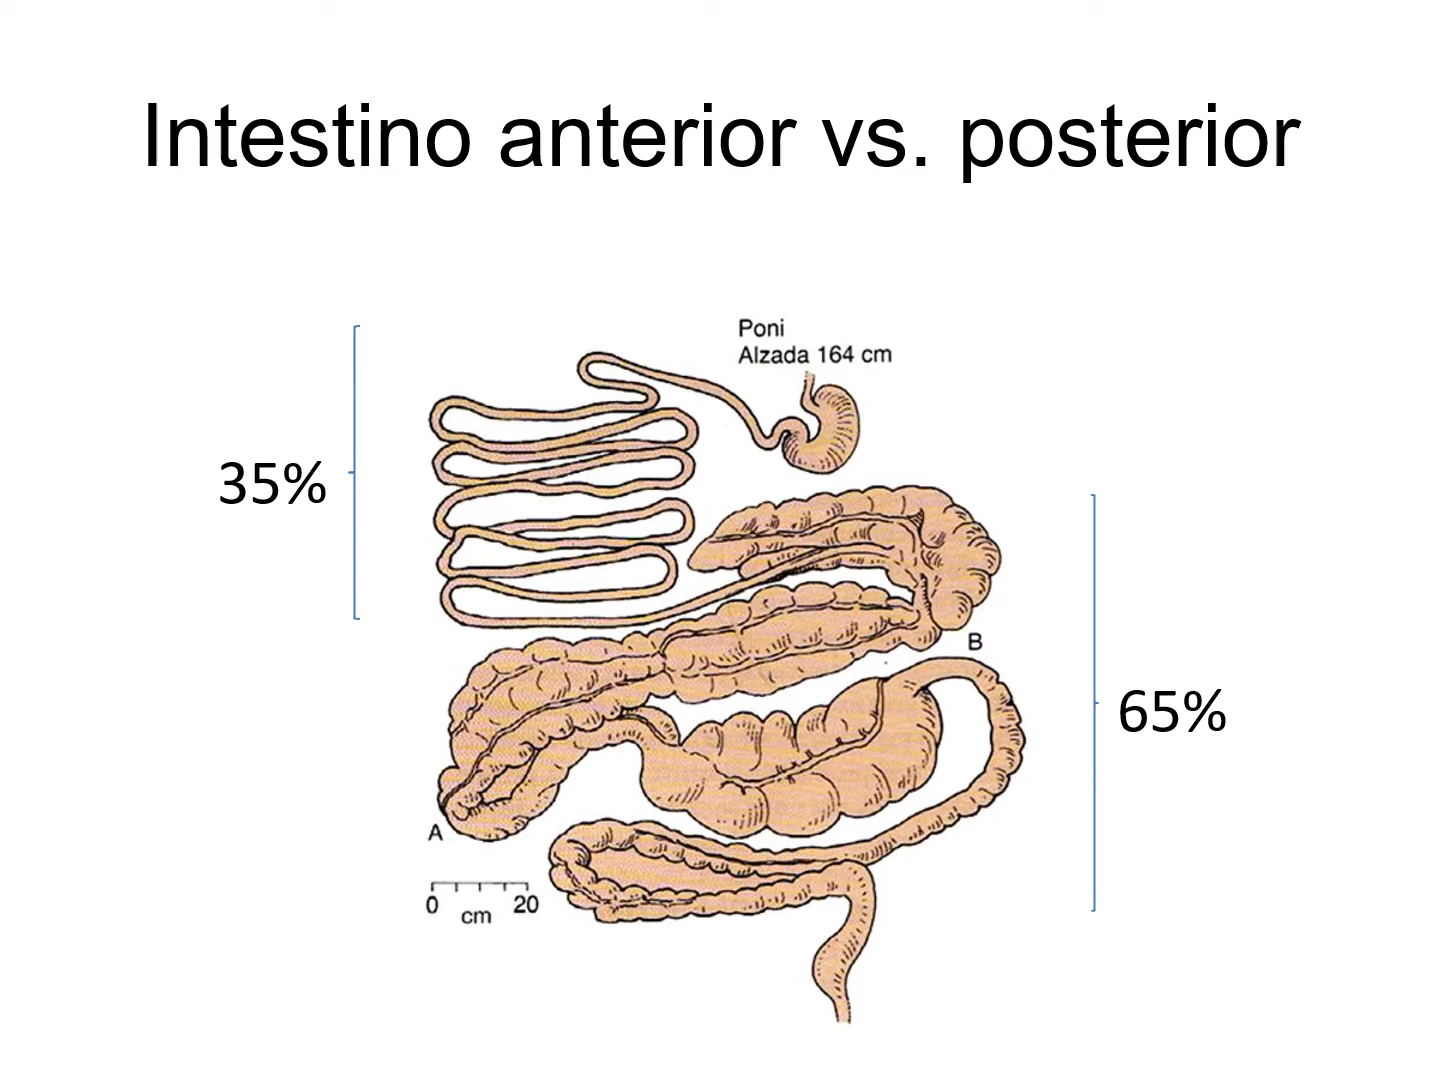 Intestino anterior vs. posterior
Poni
Alzada 164 cm
35%
B
65%
A
0 cm 20